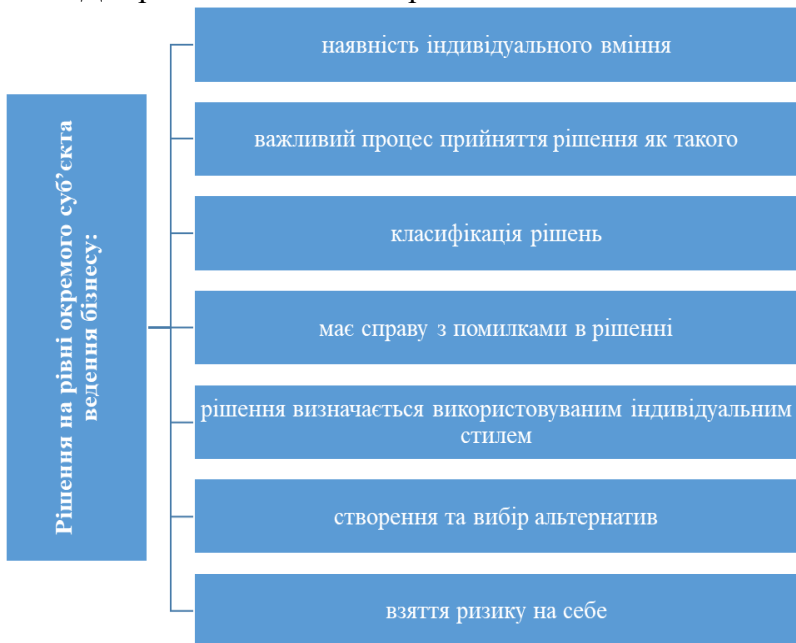 Рішення на рівні окремого суб’єкта
ведення бізнесу:
наявність індивідуального вміння
важливий процес прийняття рішення як такого
класифікація рішень
має справу з помилками в рішенні
рішення визначається використовуваним індивідуальним
стилем
створення та вибір альтернатив
взяття ризику на себе